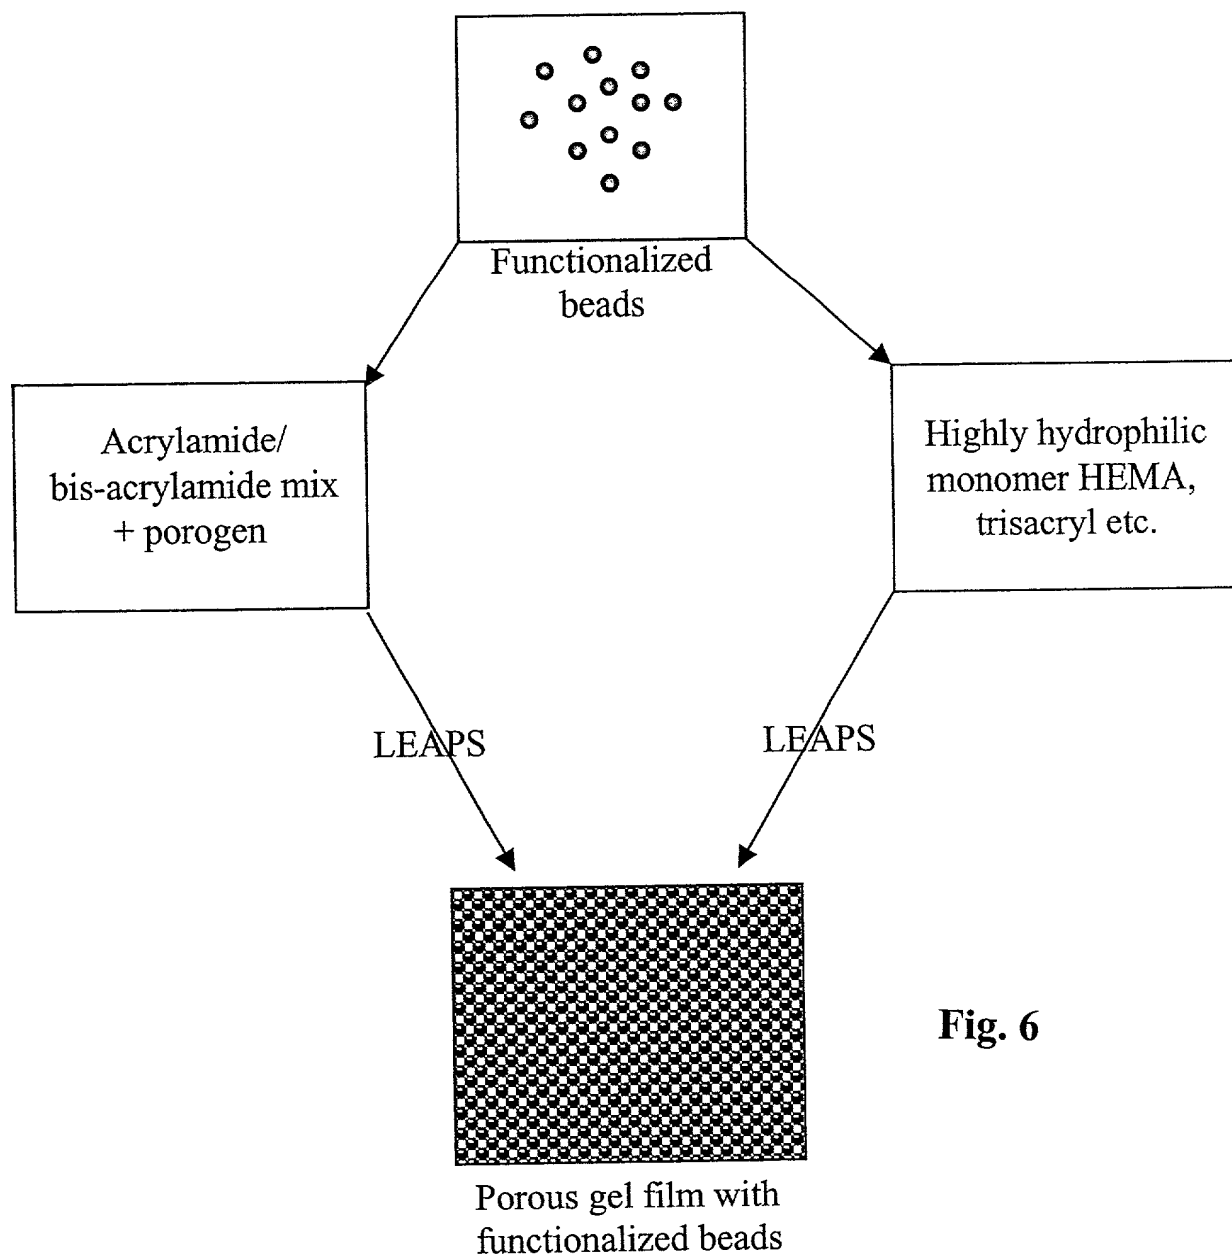 Functionalized
beads
Acrylamide/
bis-acrylamide mix
+ porogen
Highly hydrophilic
monomer HEMA,
trisacryl etc.
LEAPS
LEAPS
Fig. 6
Porous gel film with
functionalized beads